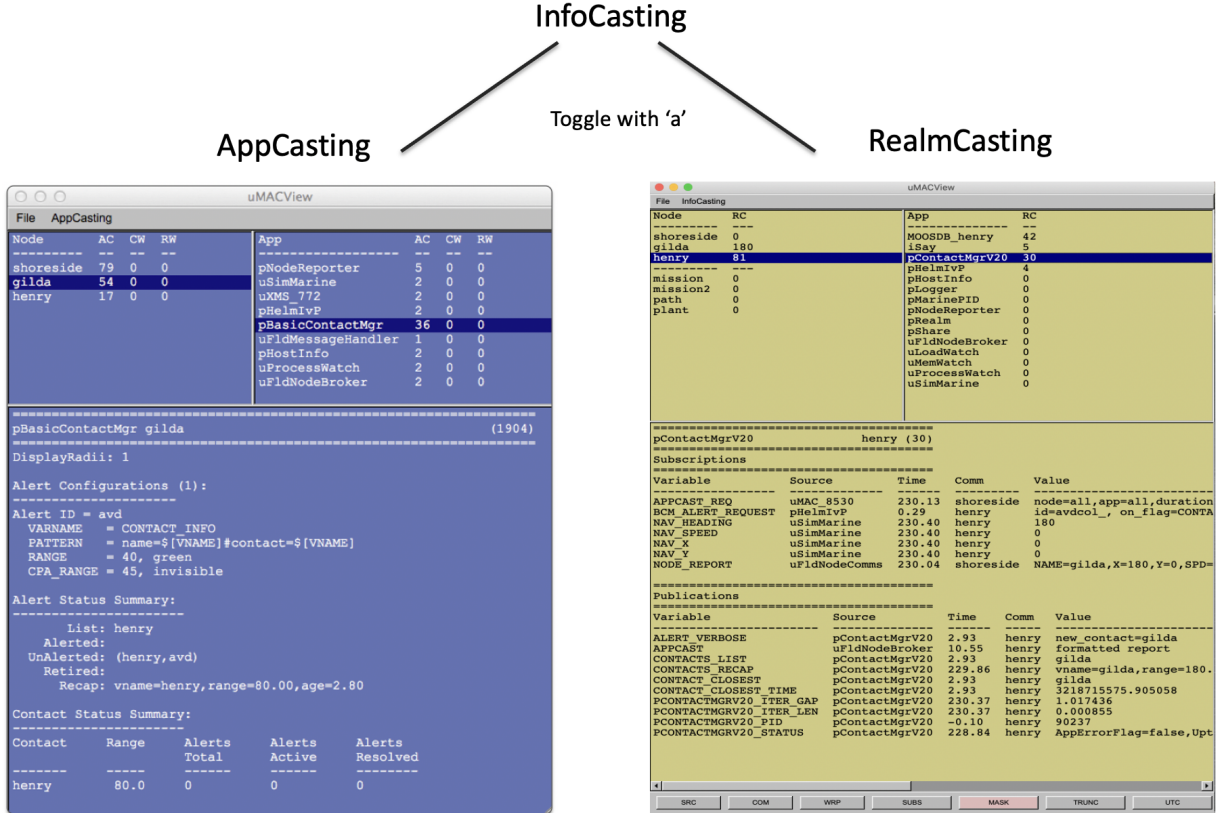 InfoCasting
Toggle with ‘a’
AppCasting
RealmCasting
uMACView
File AppCasting
Node AC CW RW
--------- -- -- --
shoreside 79 0 0
gilda 54 0 0
henry 17 0 0
App AC CW RW
------------------ -- -- --
pNodeReporter 5 0 0
uSimMarine 2 0 0
uXMS_772 2 0 0
pHelmIvP 2 0 0
pBasicContactMgr 36 0 0
uFldMessageHandler 1 0 0
pHostInfo 2 0 0
uProcessWatch 2 0 0
uFldNodeBroker 2 0 0
===================================================================
pBasicContactMgr gilda (1904)
===================================================================
DisplayRadii: 1
Alert Configurations (1):
---------------------
Alert ID = avd
VARNAME = CONTACT_INFO
PATTERN = name=$[VNAME]#contact=$[VNAME]
RANGE = 40, green
CPA_RANGE = 45, invisible
Alert Status Summary:
----------------------
List: henry
Alerted:
UnAlerted: (henry,avd)
Retired:
Recap: vname=henry,range=80.00,age=2.80
Contact Status Summary:
----------------------
Contact Range Alerts Alerts Alerts
Total Active Resolved
------- ----- ------ ------ --------
henry 80.0 0 0 0
uMACView
File InfoCasting
Node RC
--------- ---
shoreside 0
gilda 180
henry 81
--------- ---
mission 0
mission2 0
path 0
plant 0
App RC
-------------- --
MOOSDB_henry 42
iSay 5
pContactMgrV20 30
pHelmIvP 4
pHostInfo 0
pLogger 0
pMarinePID 0
pNodeReporter 0
pRealm 0
pShare 0
uFldNodeBroker 0
uLoadWatch 0
uMemWatch 0
uProcessWatch 0
uSimMarine 0
=====================================
pContactMgrV20 henry (30)
=====================================
Subscriptions
=====================================
Variable Source Time Comm Value
----------------- ------------- ------ --------- -------------------------
APPCAST_REQ uMAC_8530 230.13 shoreside node=all,app=all,duration
BCM_ALERT_REQUEST pHelmIvP 0.29 henry id=avdcol_, on_flag=CONTA
NAV_HEADING uSimMarine 230.40 henry 180
NAV_SPEED uSimMarine 230.40 henry 0
NAV_X uSimMarine 230.40 henry 0
NAV_Y uSimMarine 230.40 henry 0
NODE_REPORT uFldNodeComms 230.04 shoreside NAME=gilda,X=180,Y=0,SPD=
=====================================
Publications
=====================================
Variable Source Time Comm Value
----------------------- -------------- ------ ----- ----------------------
ALERT_VERBOSE pContactMgrV20 2.93 henry new_contact=gilda
APPCAST uFldNodeBroker 10.55 henry formatted report
CONTACTS_LIST pContactMgrV20 2.93 henry gilda
CONTACTS_RECAP pContactMgrV20 229.86 henry vname=gilda,range=180.
CONTACT_CLOSEST pContactMgrV20 2.93 henry gilda
CONTACT_CLOSEST_TIME pContactMgrV20 2.93 henry 3218715575.905058
PCONTACTMGRV20_ITER_GAP pContactMgrV20 230.37 henry 1.017436
PCONTACTMGRV20_ITER_LEN pContactMgrV20 230.37 henry 0.000855
PCONTACTMGRV20_PID pContactMgrV20 -0.10 henry 90237
PCONTACTMGRV20_STATUS pContactMgrV20 228.84 henry AppErrorFlag=false,Upt
SRC COM WRP SUBS MASK TRUNC UTC